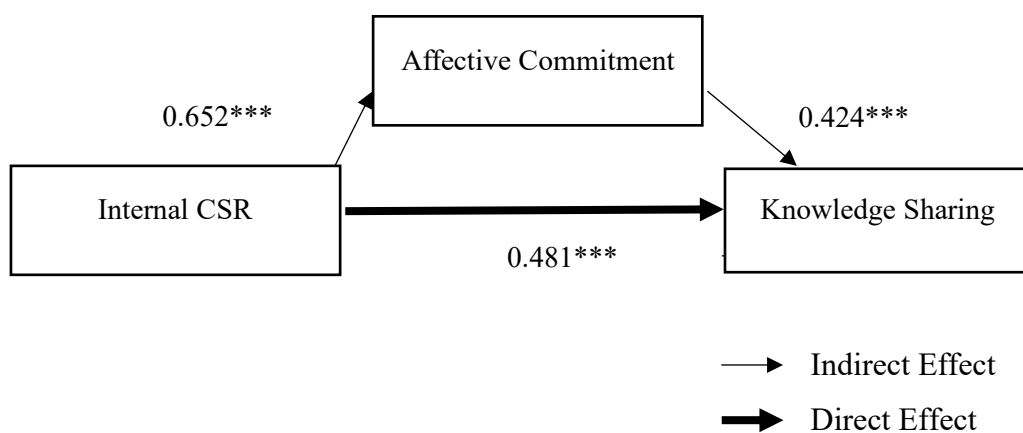 Affective Commitment
0.652***
0.424***
Internal CSR
Knowledge Sharing
0.481***
Indirect Effect
Direct Effect